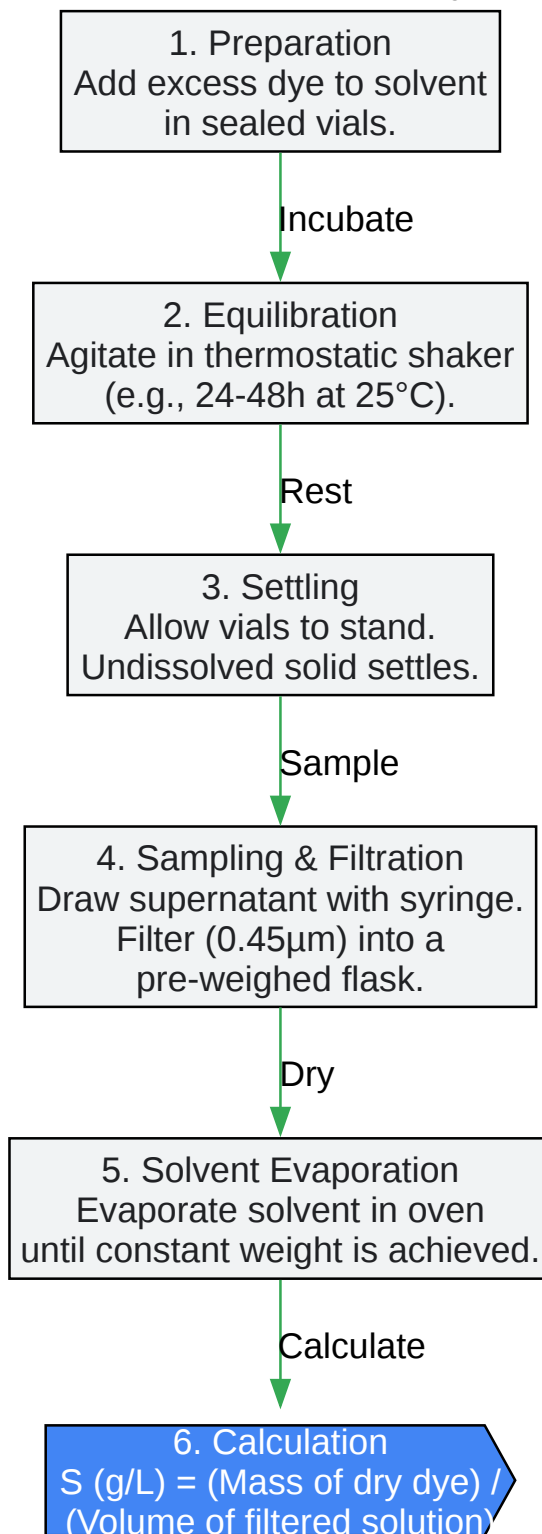 1. Preparation
Add excess dye to solvent
in sealed vials.
Incubate
2. Equilibration
Agitate in thermostatic shaker
(e.g., 24-48h at 25°C).
Rest
3. Settling
Allow vials to stand.
Undissolved solid settles.
Sample
4. Sampling & Filtration
Draw supernatant with syringe.
Filter (0.45µm) into a
pre-weighed flask.
Dry
5. Solvent Evaporation
Evaporate solvent in oven
until constant weight is achieved.
Calculate
6. Calculation
S (g/L) = (Mass of dry dye) /
(Volume of filtered solution)